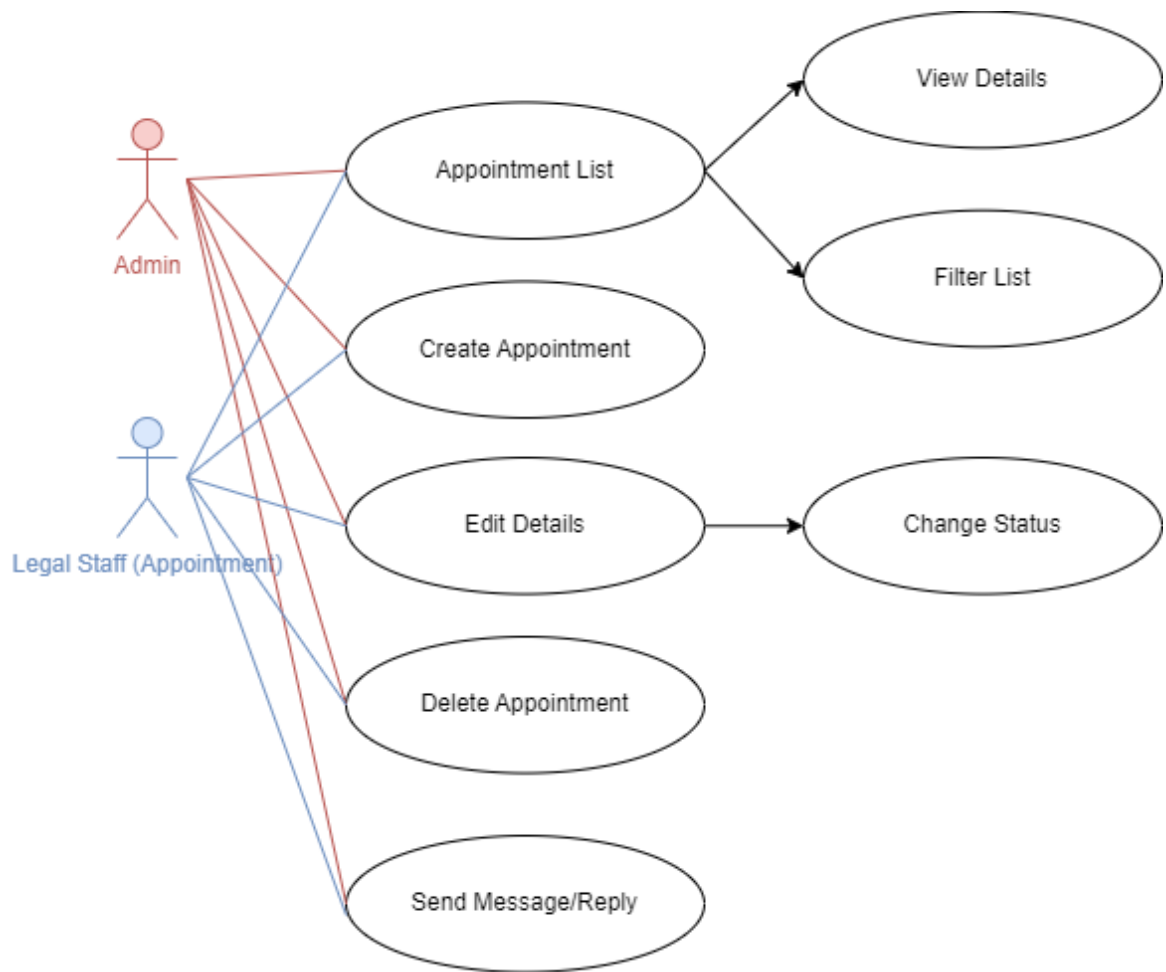 View Details
Appointment List
Admin
Filter List
Create Appointment
Legal Staff (Appointment)
Edit Details
Change Status
Delete Appointment
Send Message/Reply